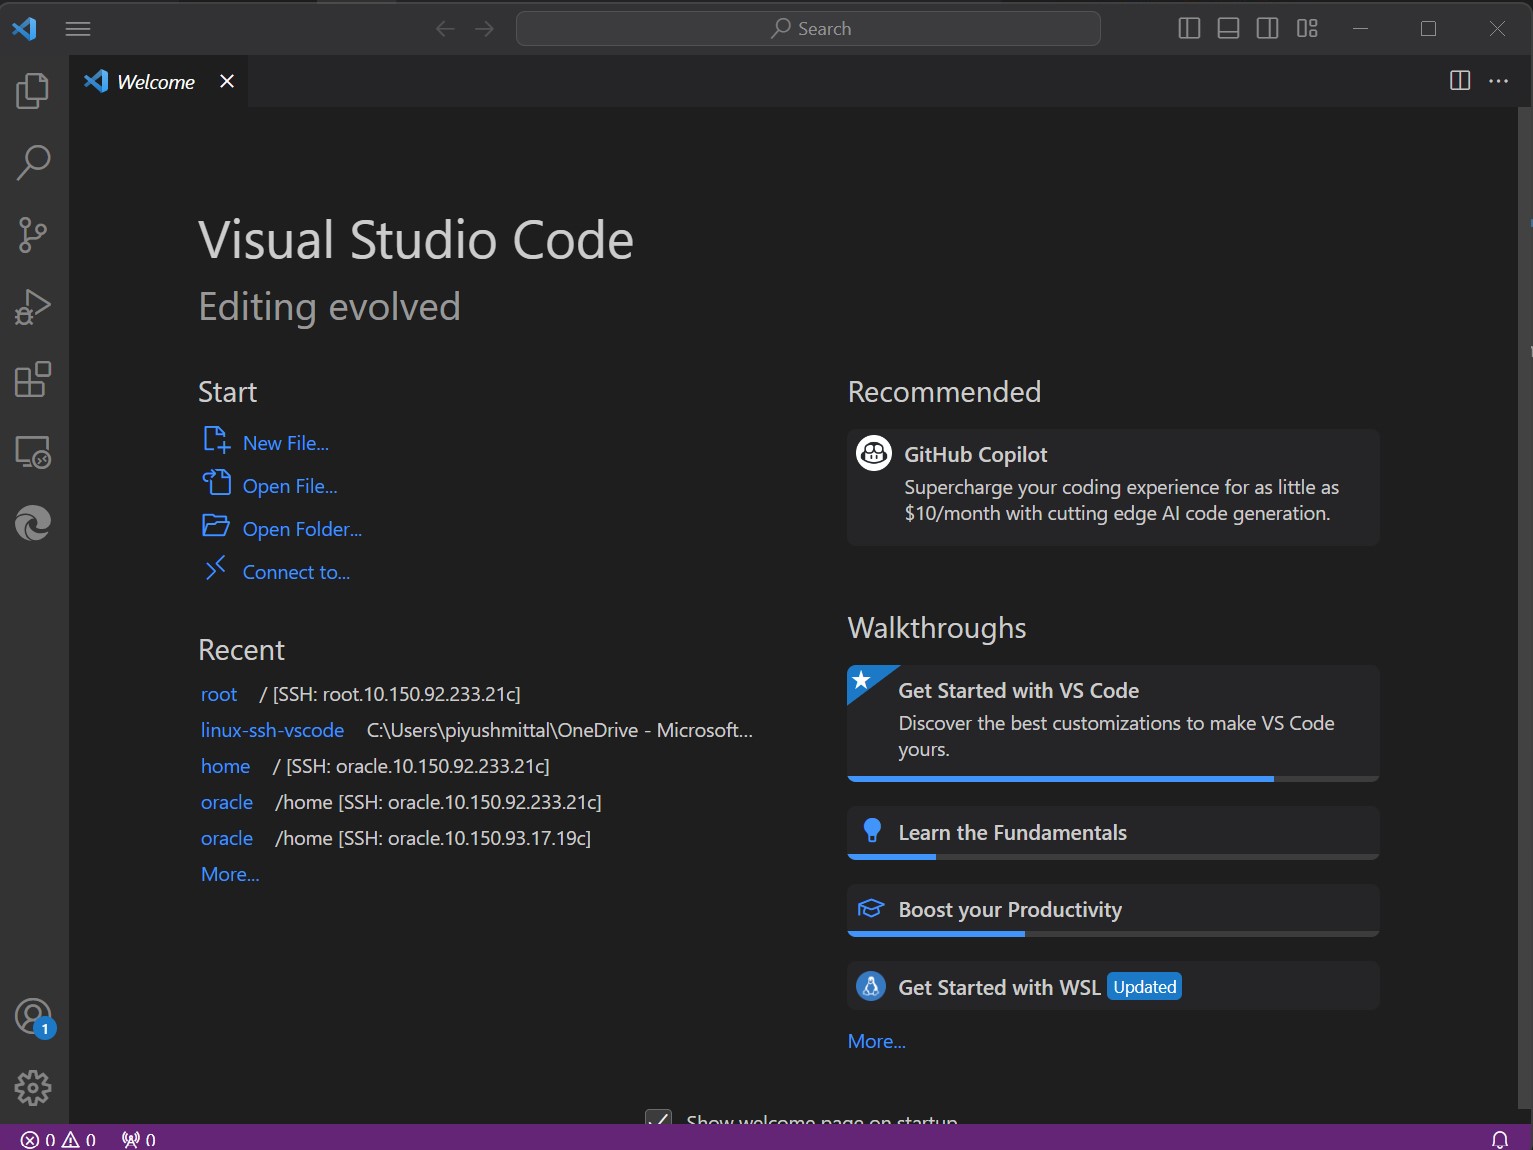 Search
Welcome
Visual Studio Code
Editing evolved
Start
New File...
Open File...
Open Folder...
Connect to...
Recent
root / [SSH: root.10.150.92.233.21c]
linux-ssh-vscode C:\Users\piyushmittal\OneDrive - Microsoft...
home / [SSH: oracle.10.150.92.233.21c]
oracle /home [SSH: oracle.10.150.92.233.21c]
oracle /home [SSH: oracle.10.150.93.17.19c]
More...
Recommended
GitHub Copilot
Supercharge your coding experience for as little as
$10/month with cutting edge AI code generation.
Walkthroughs
Get Started with VS Code
Discover the best customizations to make VS Code
yours.
Learn the Fundamentals
Boost your Productivity
Get Started with WSL Updated
More...
1
Show welcome page on startup
0 0 0